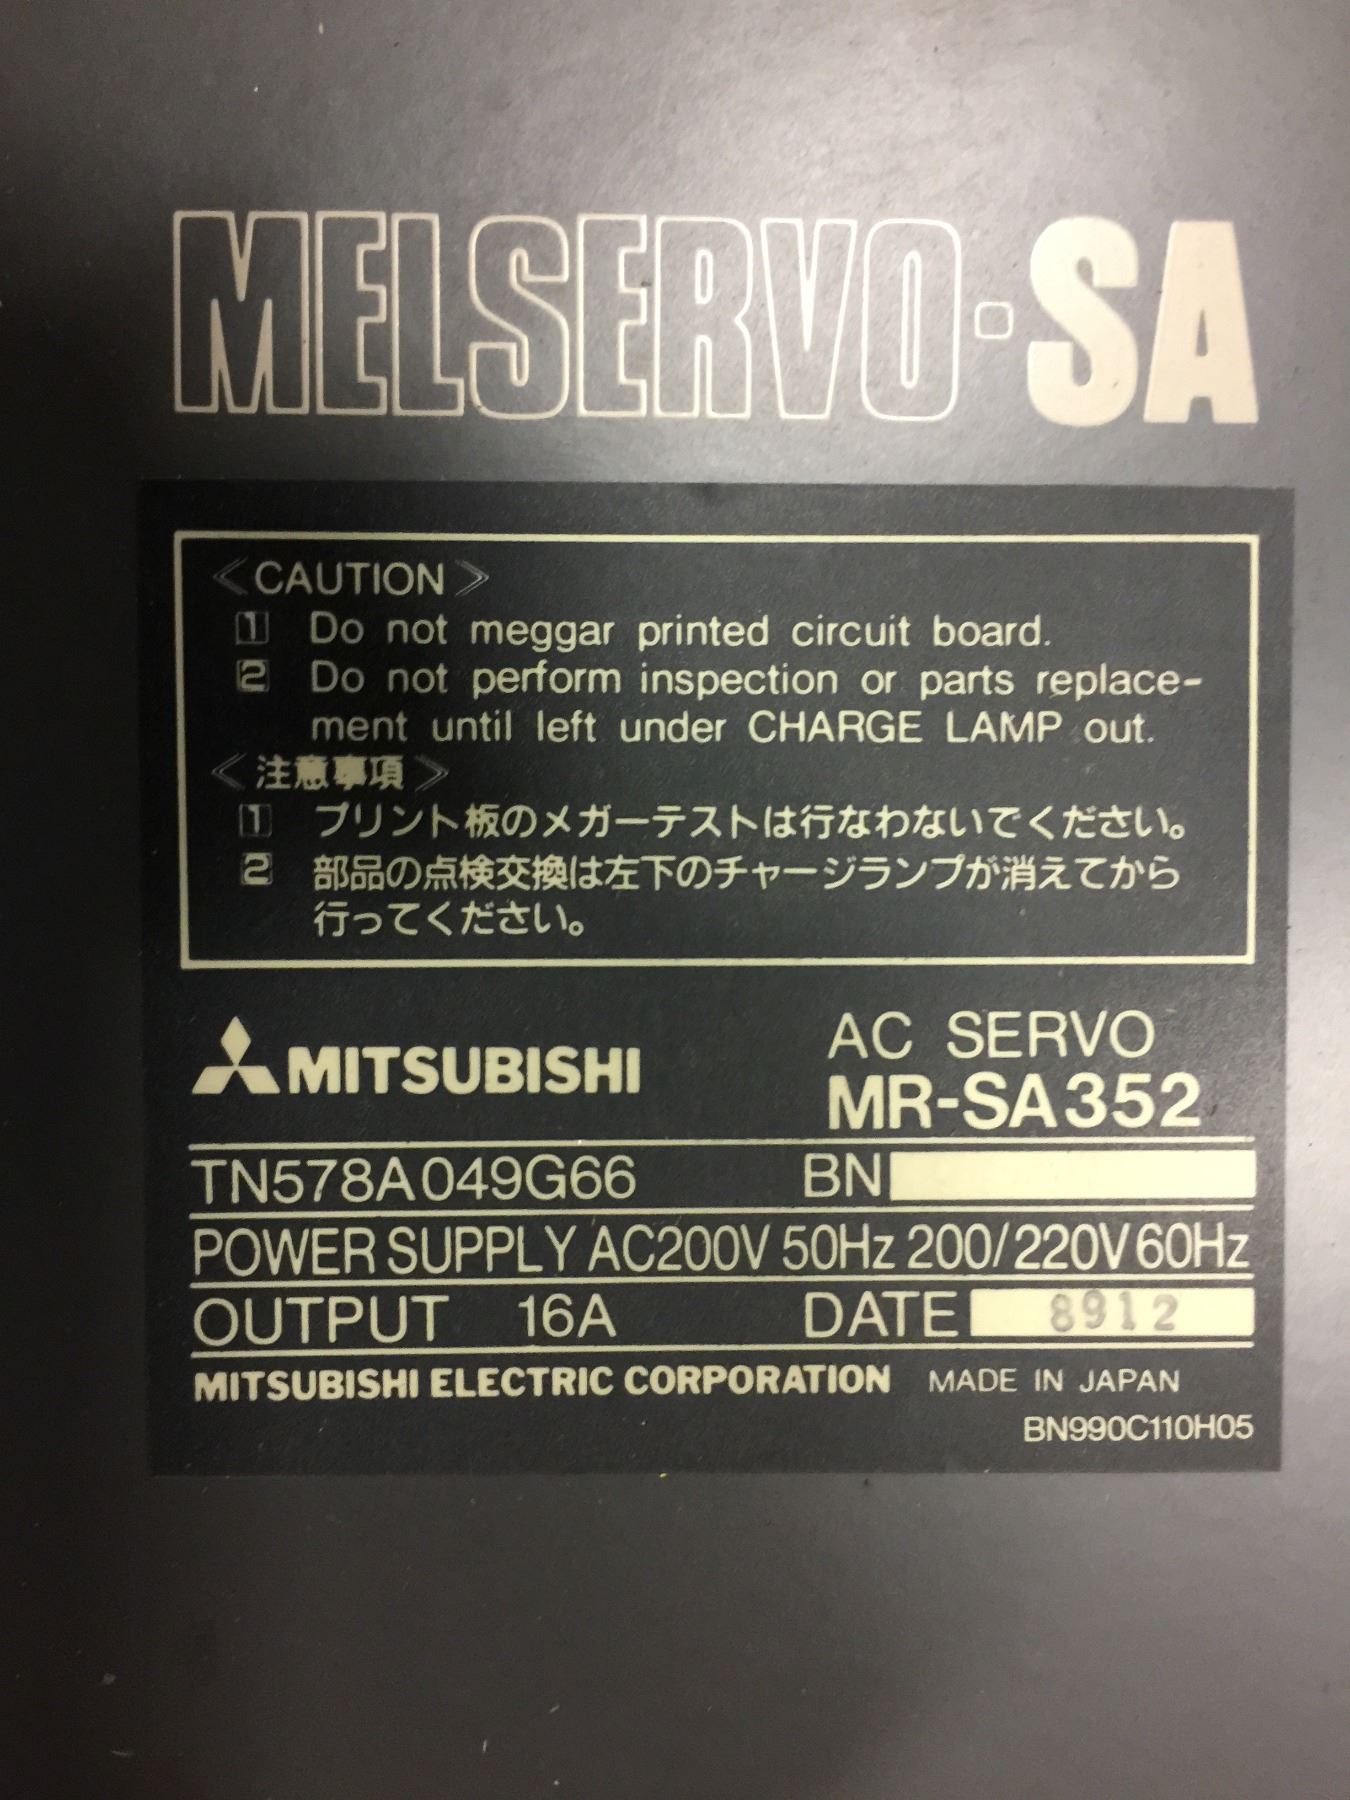 MELSERVO-SA
<CAUTION>
1 Do not meggar printed circuit board.
2 Do not perform inspection or parts replace-
ment until left under CHARGE LAMP out.
<注意事項>
1 プリント板のメガーテストは行なわないでください。
2 部品の点検交換は左下のチャージランプが消えてから
行ってください。
MITSUBISHI
AC SERVO
MR-SA352
TN578A049G66 BN
POWER SUPPLY AC200V 50Hz 200/220V 60Hz
OUTPUT 16A DATE 8912
MITSUBISHI ELECTRIC CORPORATION MADE IN JAPAN
BN990C110H05